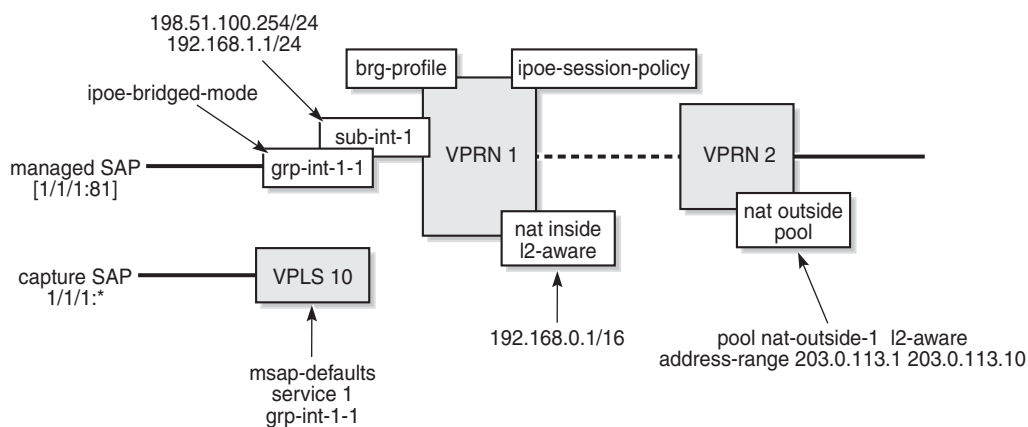 198.51.100.254/24
192.168.1.1/24
brg-profile
ipoe-session-policy
ipoe-bridged-mode
sub-int-1
VPRN 1
VPRN 2
managed SAP
[1/1/1:81]
grp-int-1-1
nat inside
l2-aware
nat outside
pool
capture SAP
1/1/1:*
VPLS 10
192.168.0.1/16
pool nat-outside-1 l2-aware
address-range 203.0.113.1 203.0.113.10
msap-defaults
service 1
grp-int-1-1